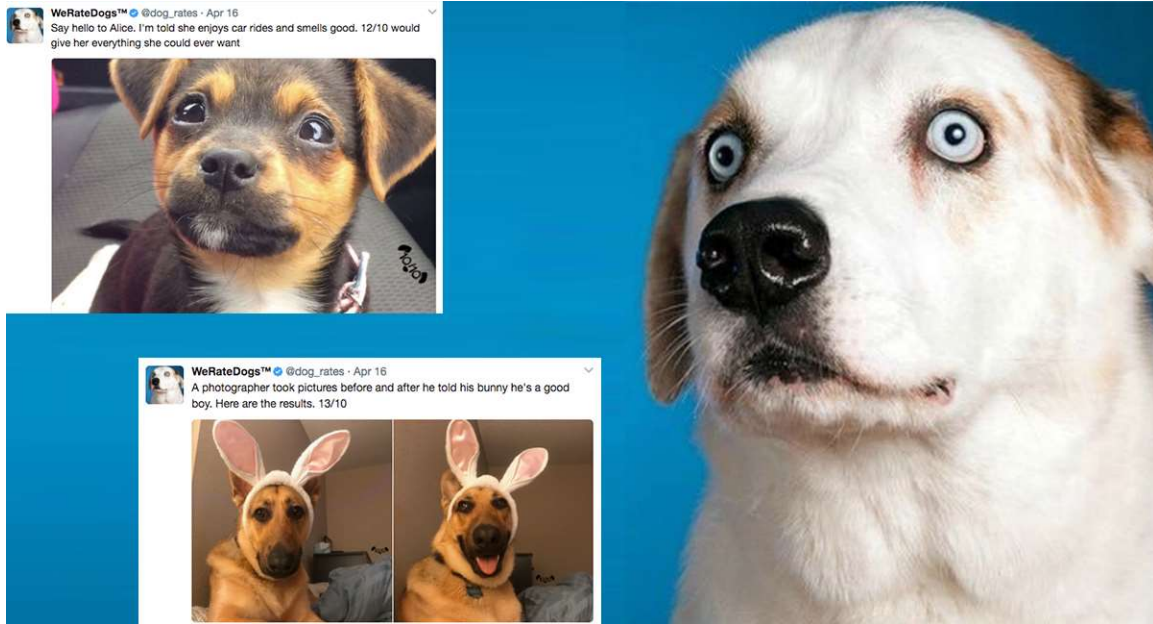 WeRateDogs™ @dog_rates · Apr 16
Say hello to Alice. I'm told she enjoys car rides and smells good. 12/10 would
give her everything she could ever want
WeRateDogs™ @dog_rates · Apr 16
A photographer took pictures before and after he told his bunny he's a good
boy. Here are the results. 13/10